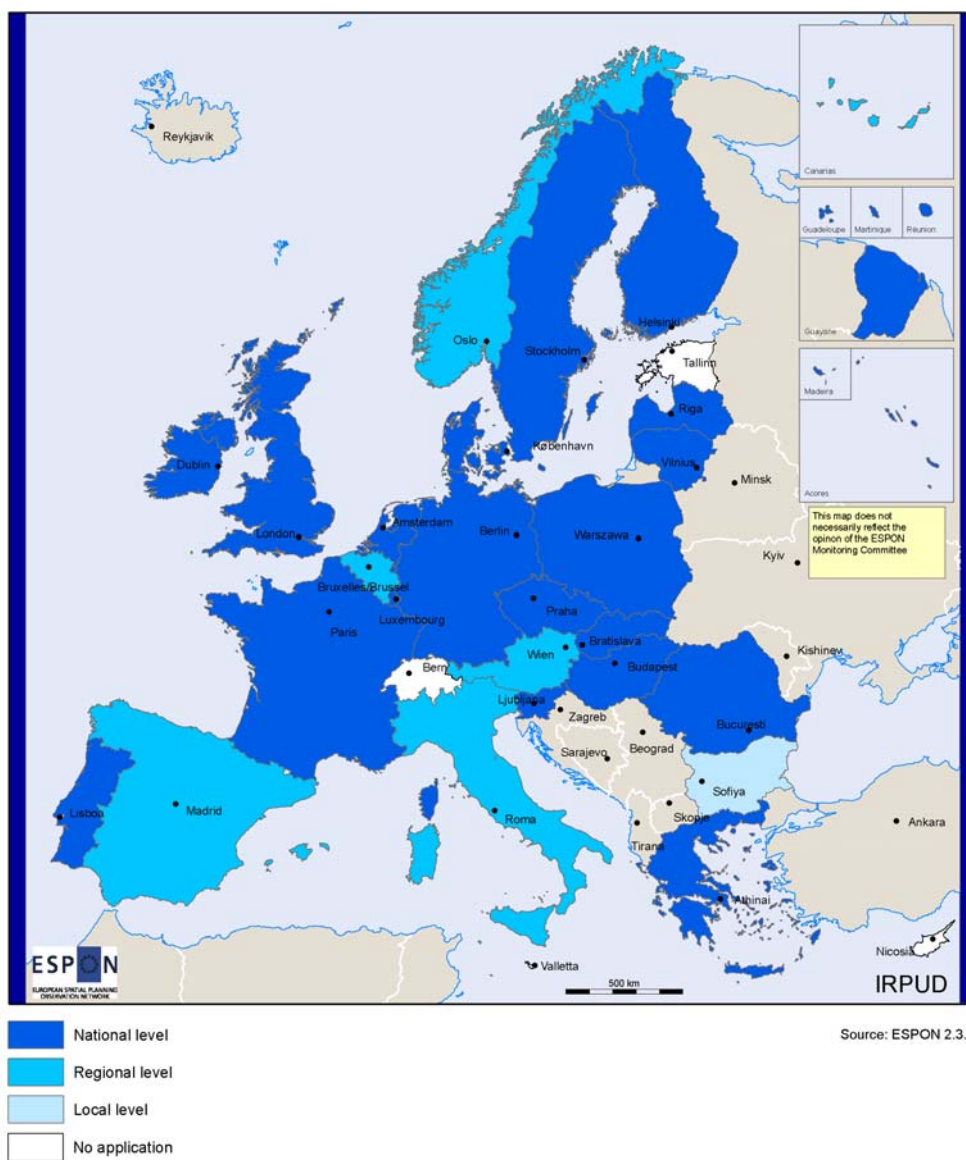 Reykjavik
Canarias
Guadeloupe
Martinique
Réunion
Guayane
Madeira
Acores
This map does not
necessarily reflect the
opinon of the ESPON
Monitoring Committee
Oslo
Helsinki
Stockholm
Tallinn
Riga
København
Vilnius
Minsk
Dublin
London
Amsterdam
Berlin
Warszawa
Kyiv
Bruxelles/Brussel
Luxembourg
Praha
Paris
Wien
Bratislava
Budapest
Kishinev
Bern
Ljubljana
Zagreb
Bucuresti
Beograd
Sarajevo
Sofiya
Skopje
Tirana
Ankara
Lisboa
Madrid
Roma
Athinai
Nicosia
Valletta
500 km
IRPUD
ESPON
EUROPEAN SPATIAL PLANNING
OBSERVATION NETWORK
National level
Source: ESPON 2.3.
Regional level
Local level
No application